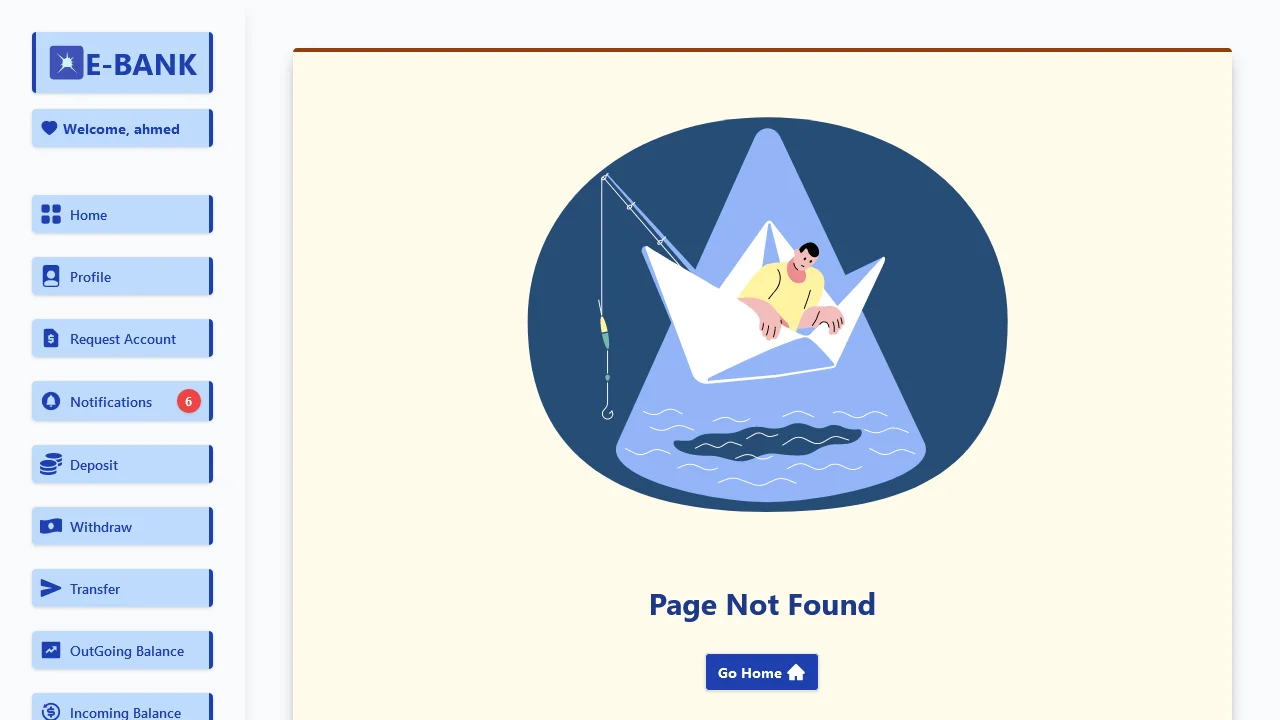 E-BANK
Welcome, ahmed
Home
Profile
Request Account
Notifications 6
Deposit
Withdraw
Transfer
OutGoing Balance
Incoming Balance
Page Not Found
Go Home